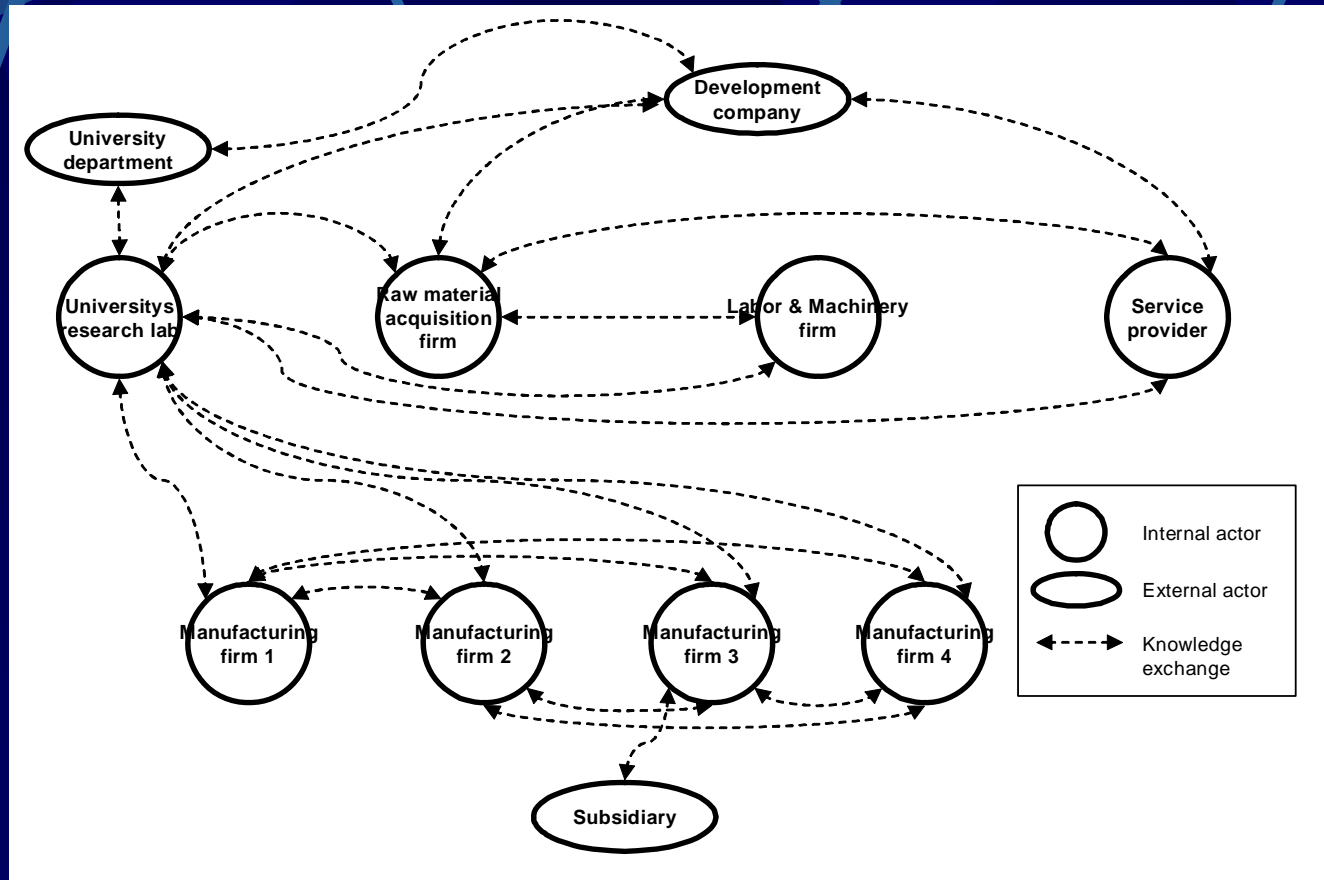 Development
company
University
department
Universitys
research lab
Raw material
acquisition
firm
Labor & Machinery
firm
Service
provider
Internal actor
External actor
Knowledge
exchange
Manufacturing
firm 1
Manufacturing
firm 2
Manufacturing
firm 3
Manufacturing
firm 4
Subsidiary